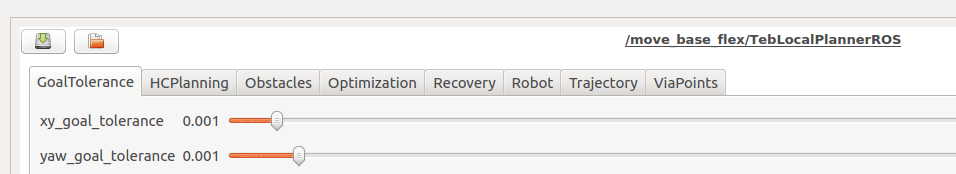 /move_base_flex/TebLocalPlannerROS
GoalTolerance HCPlanning Obstacles Optimization Recovery Robot Trajectory ViaPoints
xy_goal_tolerance 0.001
yaw_goal_tolerance 0.001